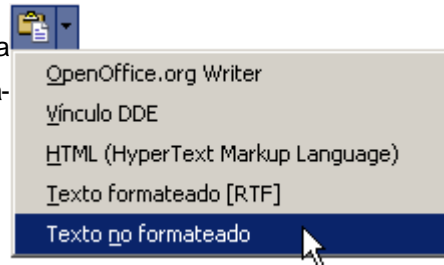 a
OpenOffice.org Writer
a-
Vínculo DDE
HTML (HyperText Markup Language)
Texto formateado [RTF]
Texto no formateado